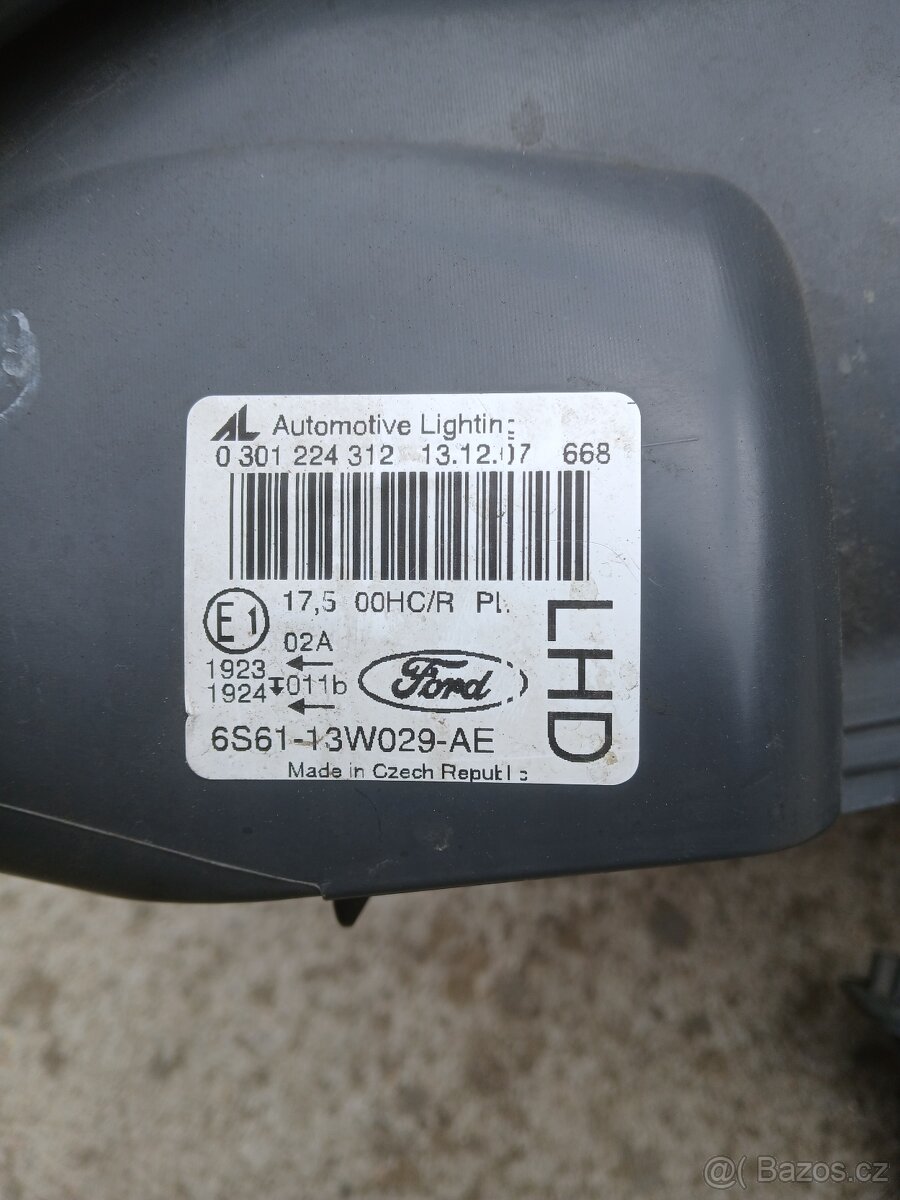 AL Automotive Lighting
0 301 224 312 13.12.07 668
17,5 00HC/R PL
E1
02A
1923
1924 011b
Ford
LHD
6S61-13W029-AE
Made in Czech Republic
@( Bazos.cz